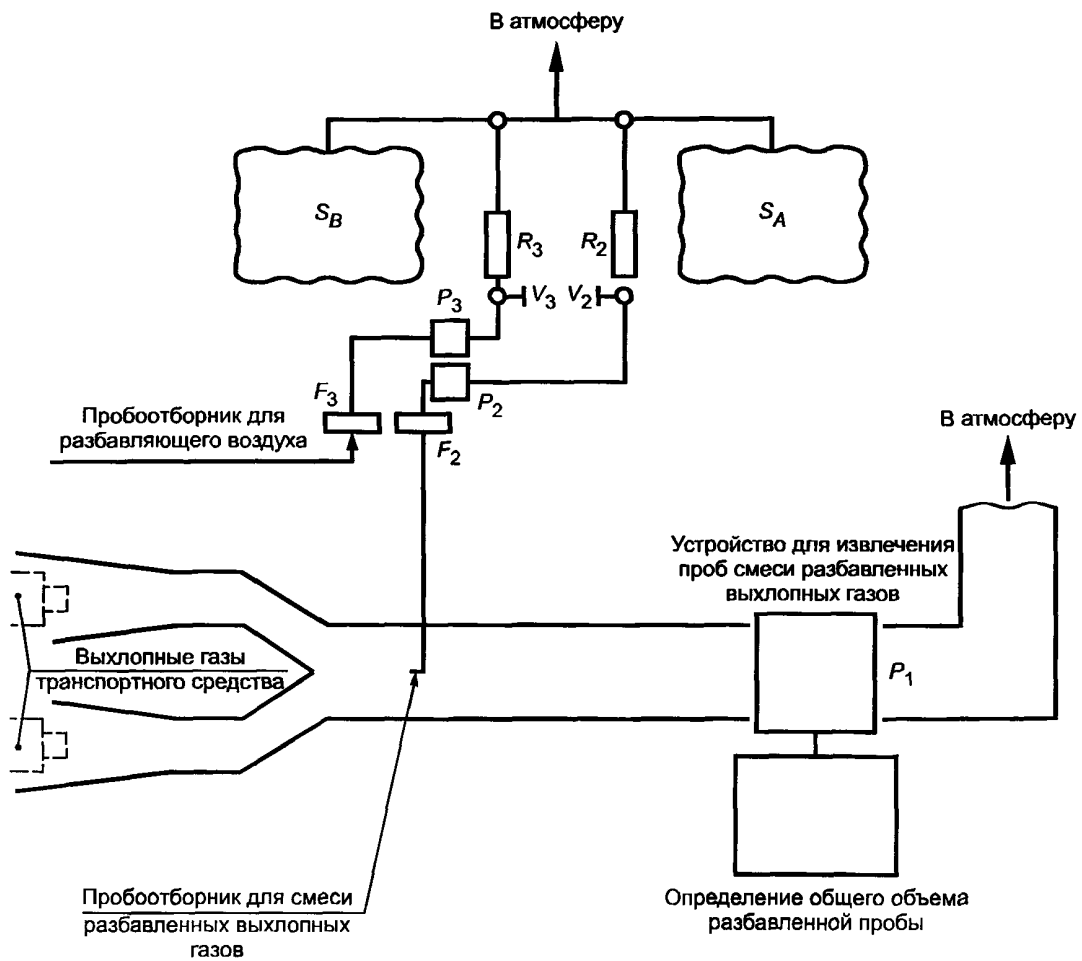 В атмосферу
S_B
S_A
R_3
R_2
V_3
V_2
P_3
F_3
P_2
Пробоотборник для
разбавляющего воздуха
F_2
В атмосферу
Устройство для извлечения
проб смеси разбавленных
выхлопных газов
Выхлопные газы
транспортного средства
P_1
Пробоотборник для смеси
разбавленных выхлопных
газов
Определение общего объема
разбавленной пробы